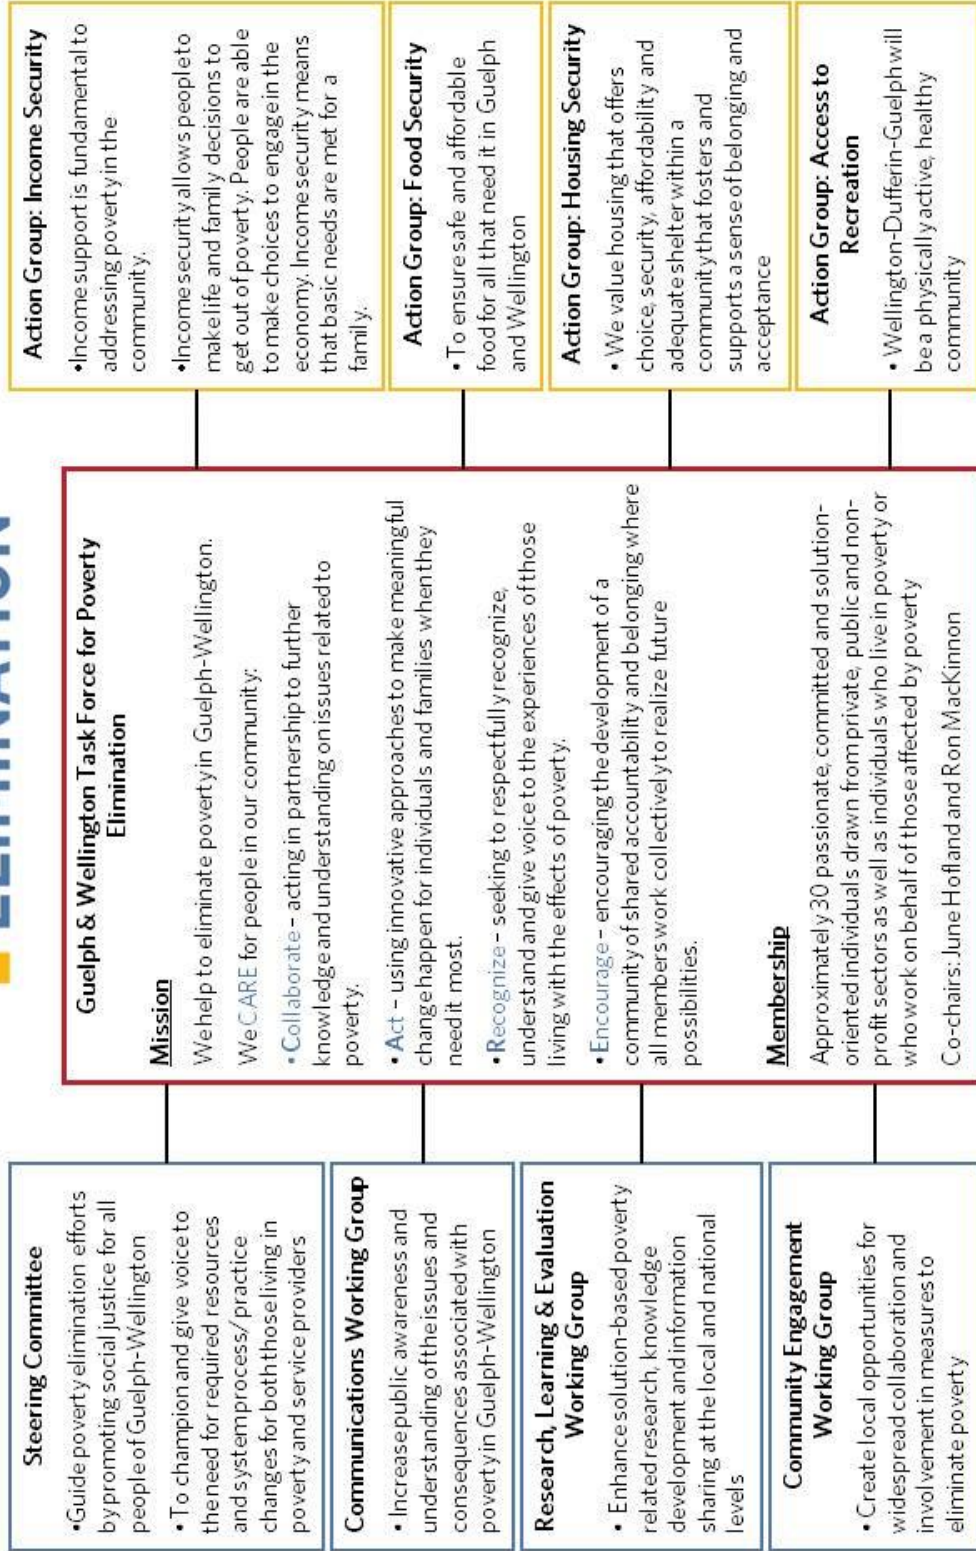 ELIMINATION
Steering Committee
•Guide poverty elimination efforts
by promoting social justice for all
people of Guelph-Wellington
• To champion and give voice to
the need for required resources
and system process/ practice
changes for both those living in
poverty and service providers
Communications Working Group
• Increase public awareness and
understanding of the issues and
consequences associated with
poverty in Guelph-Wellington
Research, Learning & Evaluation
Working Group
• Enhance solution-based poverty
related research, knowledge
development and information
sharing at the local and national
levels
Community Engagement
Working Group
• Create local opportunities for
widespread collaboration and
involvement in measures to
eliminate poverty
Guelph & Wellington Task Force for Poverty
Elimination
Mission
We help to eliminate poverty in Guelph-Wellington.
We CARE for people in our community:
• Collaborate – acting in partnership to further
knowledge and understanding on issues related to
poverty.
• Act – using innovative approaches to make meaningful
change happen for individuals and families when they
need it most.
• Recognize – seeking to respectfully recognize,
understand and give voice to the experiences of those
living with the effects of poverty.
• Encourage – encouraging the development of a
community of shared accountability and belonging where
all members work collectively to realize future
possibilities.
Membership
Approximately 30 passionate, committed and solution-
oriented individuals drawn from private, public and non-
profit sectors as well as individuals who live in poverty or
who work on behalf of those affected by poverty
Co-chairs: June Hofland and Ron MacKinnon
Action Group: Income Security
•Income support is fundamental to
addressing poverty in the
community.
•Income security allows people to
make life and family decisions to
get out of poverty. People are able
to make choices to engage in the
economy. Income security means
that basic needs are met for a
family.
Action Group: Food Security
• To ensure safe and affordable
food for all that need it in Guelph
and Wellington
Action Group: Housing Security
• We value housing that offers
choice, security, affordability and
adequate shelter within a
community that fosters and
supports a sense of belonging and
acceptance
Action Group: Access to
Recreation
• Wellington-Dufferin-Guelph will
be a physically active, healthy
community